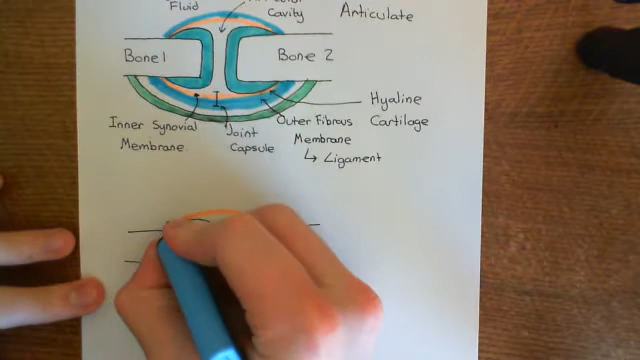 Fluid
Cavity
Articulate
Bone 1
Bone 2
Hyaline
Cartilage
Inner Synovial
Membrane
Joint
Capsule
Outer Fibrous
Membrane
↳ Ligament